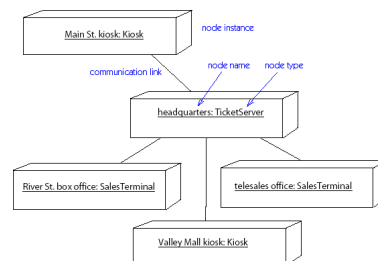 Main St. kiosk: Kiosk
node instance
communication link
node name
node type
headquarters: TicketServer
River St. box office: SalesTerminal
telesales office: SalesTerminal
Valley Mall kiosk: Kiosk